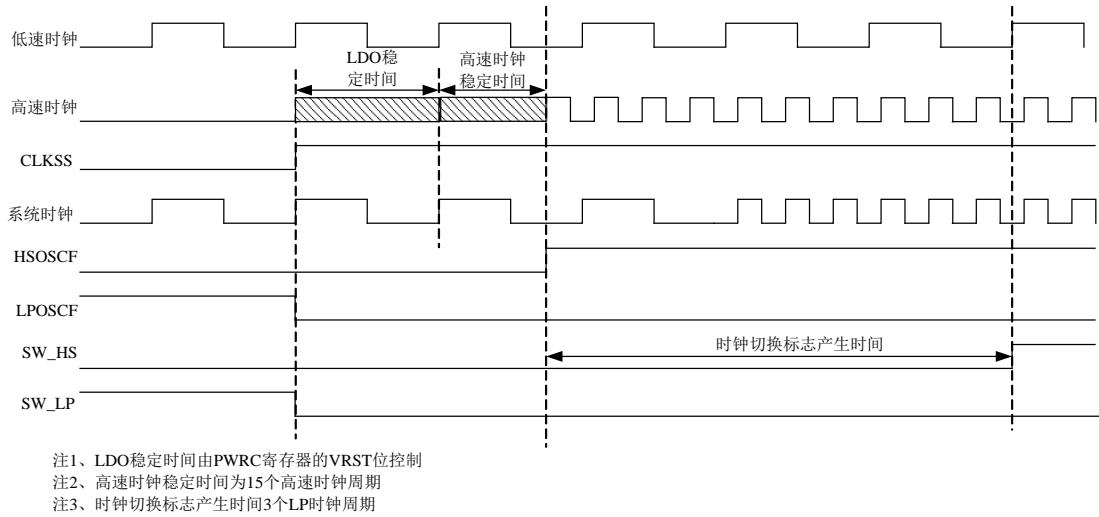 低速时钟
LDO稳
定时间
高速时钟
稳定时间
高速时钟
CLKSS
系统时钟
HSOSCF
LPOSCF
SW_HS
时钟切换标志产生时间
SW_LP
注1、LDO稳定时间由PWRC寄存器的VRST位控制
注2、高速时钟稳定时间为15个高速时钟周期
注3、时钟切换标志产生时间3个LP时钟周期